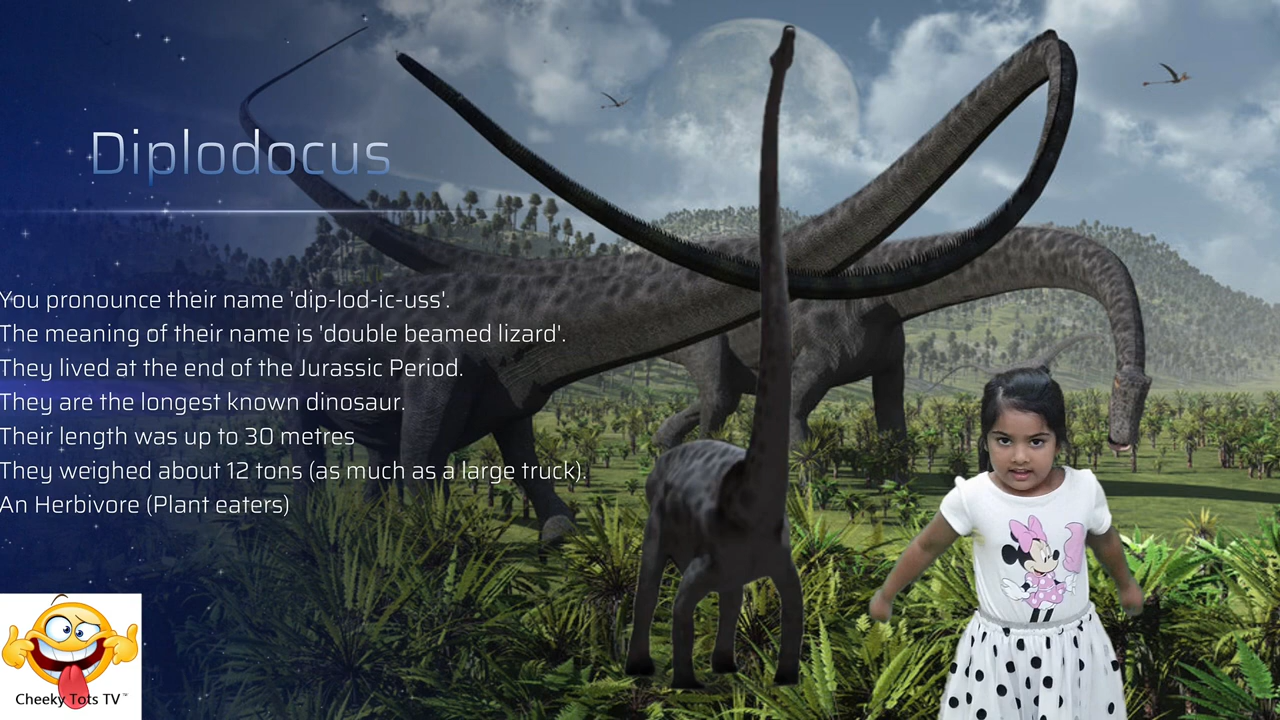 Diplodocus
You pronounce their name 'dip-lod-ic-uss'.
The meaning of their name is 'double beamed lizard'.
They lived at the end of the Jurassic Period.
They are the longest known dinosaur.
Their length was up to 30 metres
They weighed about 12 tons (as much as a large truck).
An Herbivore (Plant eaters)
Cheeky Tots TV™